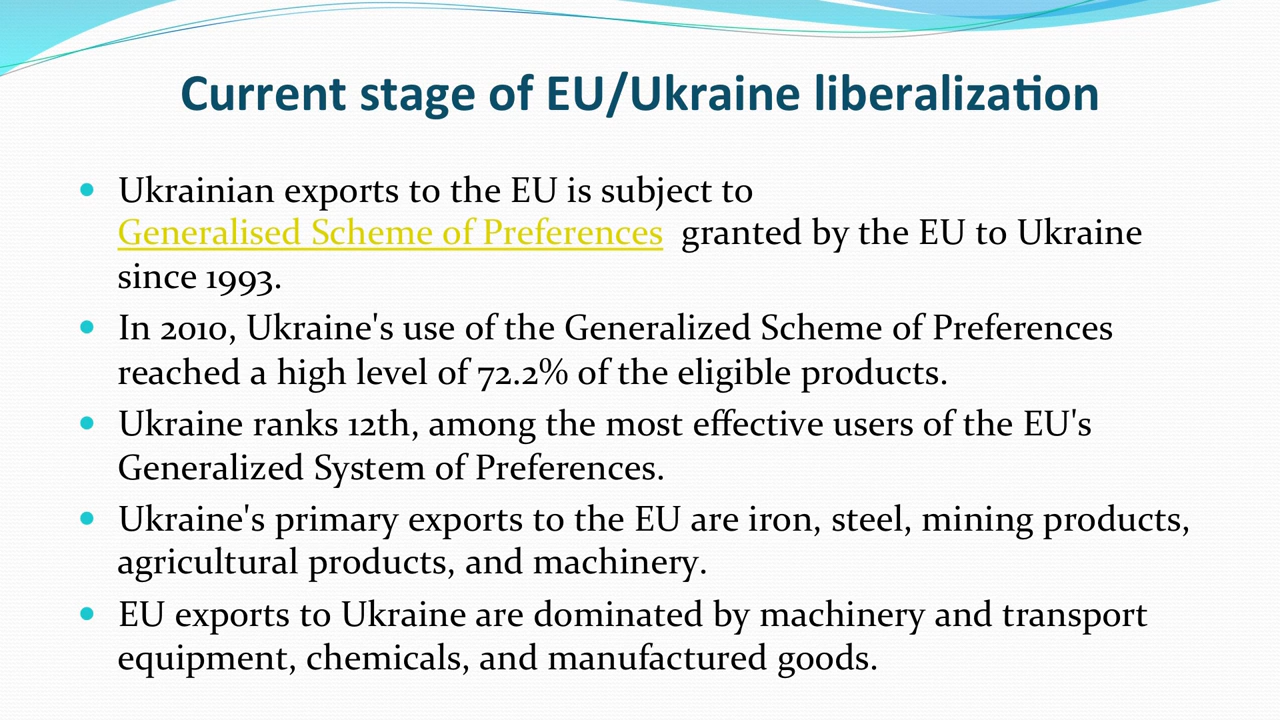 Current stage of EU/Ukraine liberalization
• Ukrainian exports to the EU is subject to
Generalised Scheme of Preferences granted by the EU to Ukraine
since 1993.
• In 2010, Ukraine's use of the Generalized Scheme of Preferences
reached a high level of 72.2% of the eligible products.
• Ukraine ranks 12th, among the most effective users of the EU's
Generalized System of Preferences.
• Ukraine's primary exports to the EU are iron, steel, mining products,
agricultural products, and machinery.
• EU exports to Ukraine are dominated by machinery and transport
equipment, chemicals, and manufactured goods.